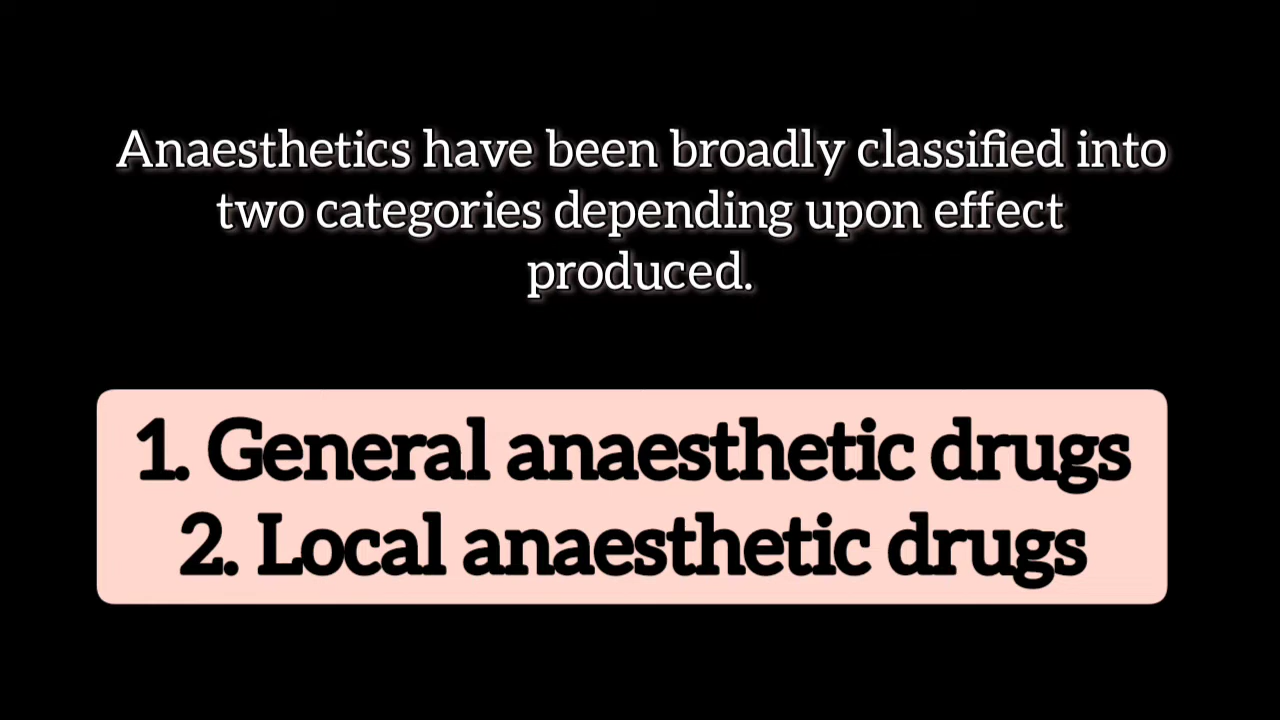 Anaesthetics have been broadly classified into
two categories depending upon effect
produced.
1. General anaesthetic drugs
2. Local anaesthetic drugs